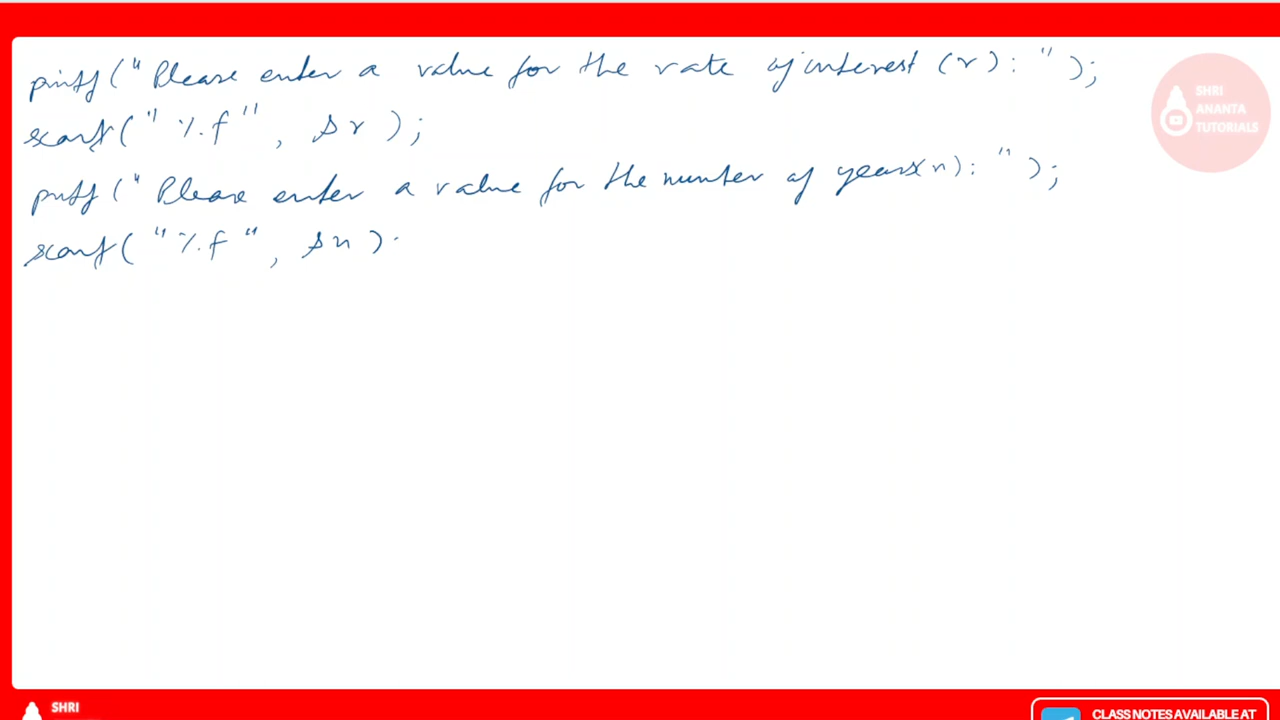 printf("Please enter a value for the rate of interest (r): ");
scanf("%f", &r);
printf("Please enter a value for the number of years(n): ");
scanf("%f", &n).
SHRI
ANANTA
TUTORIALS
SHRI
CLASS NOTES AVAILABLE AT